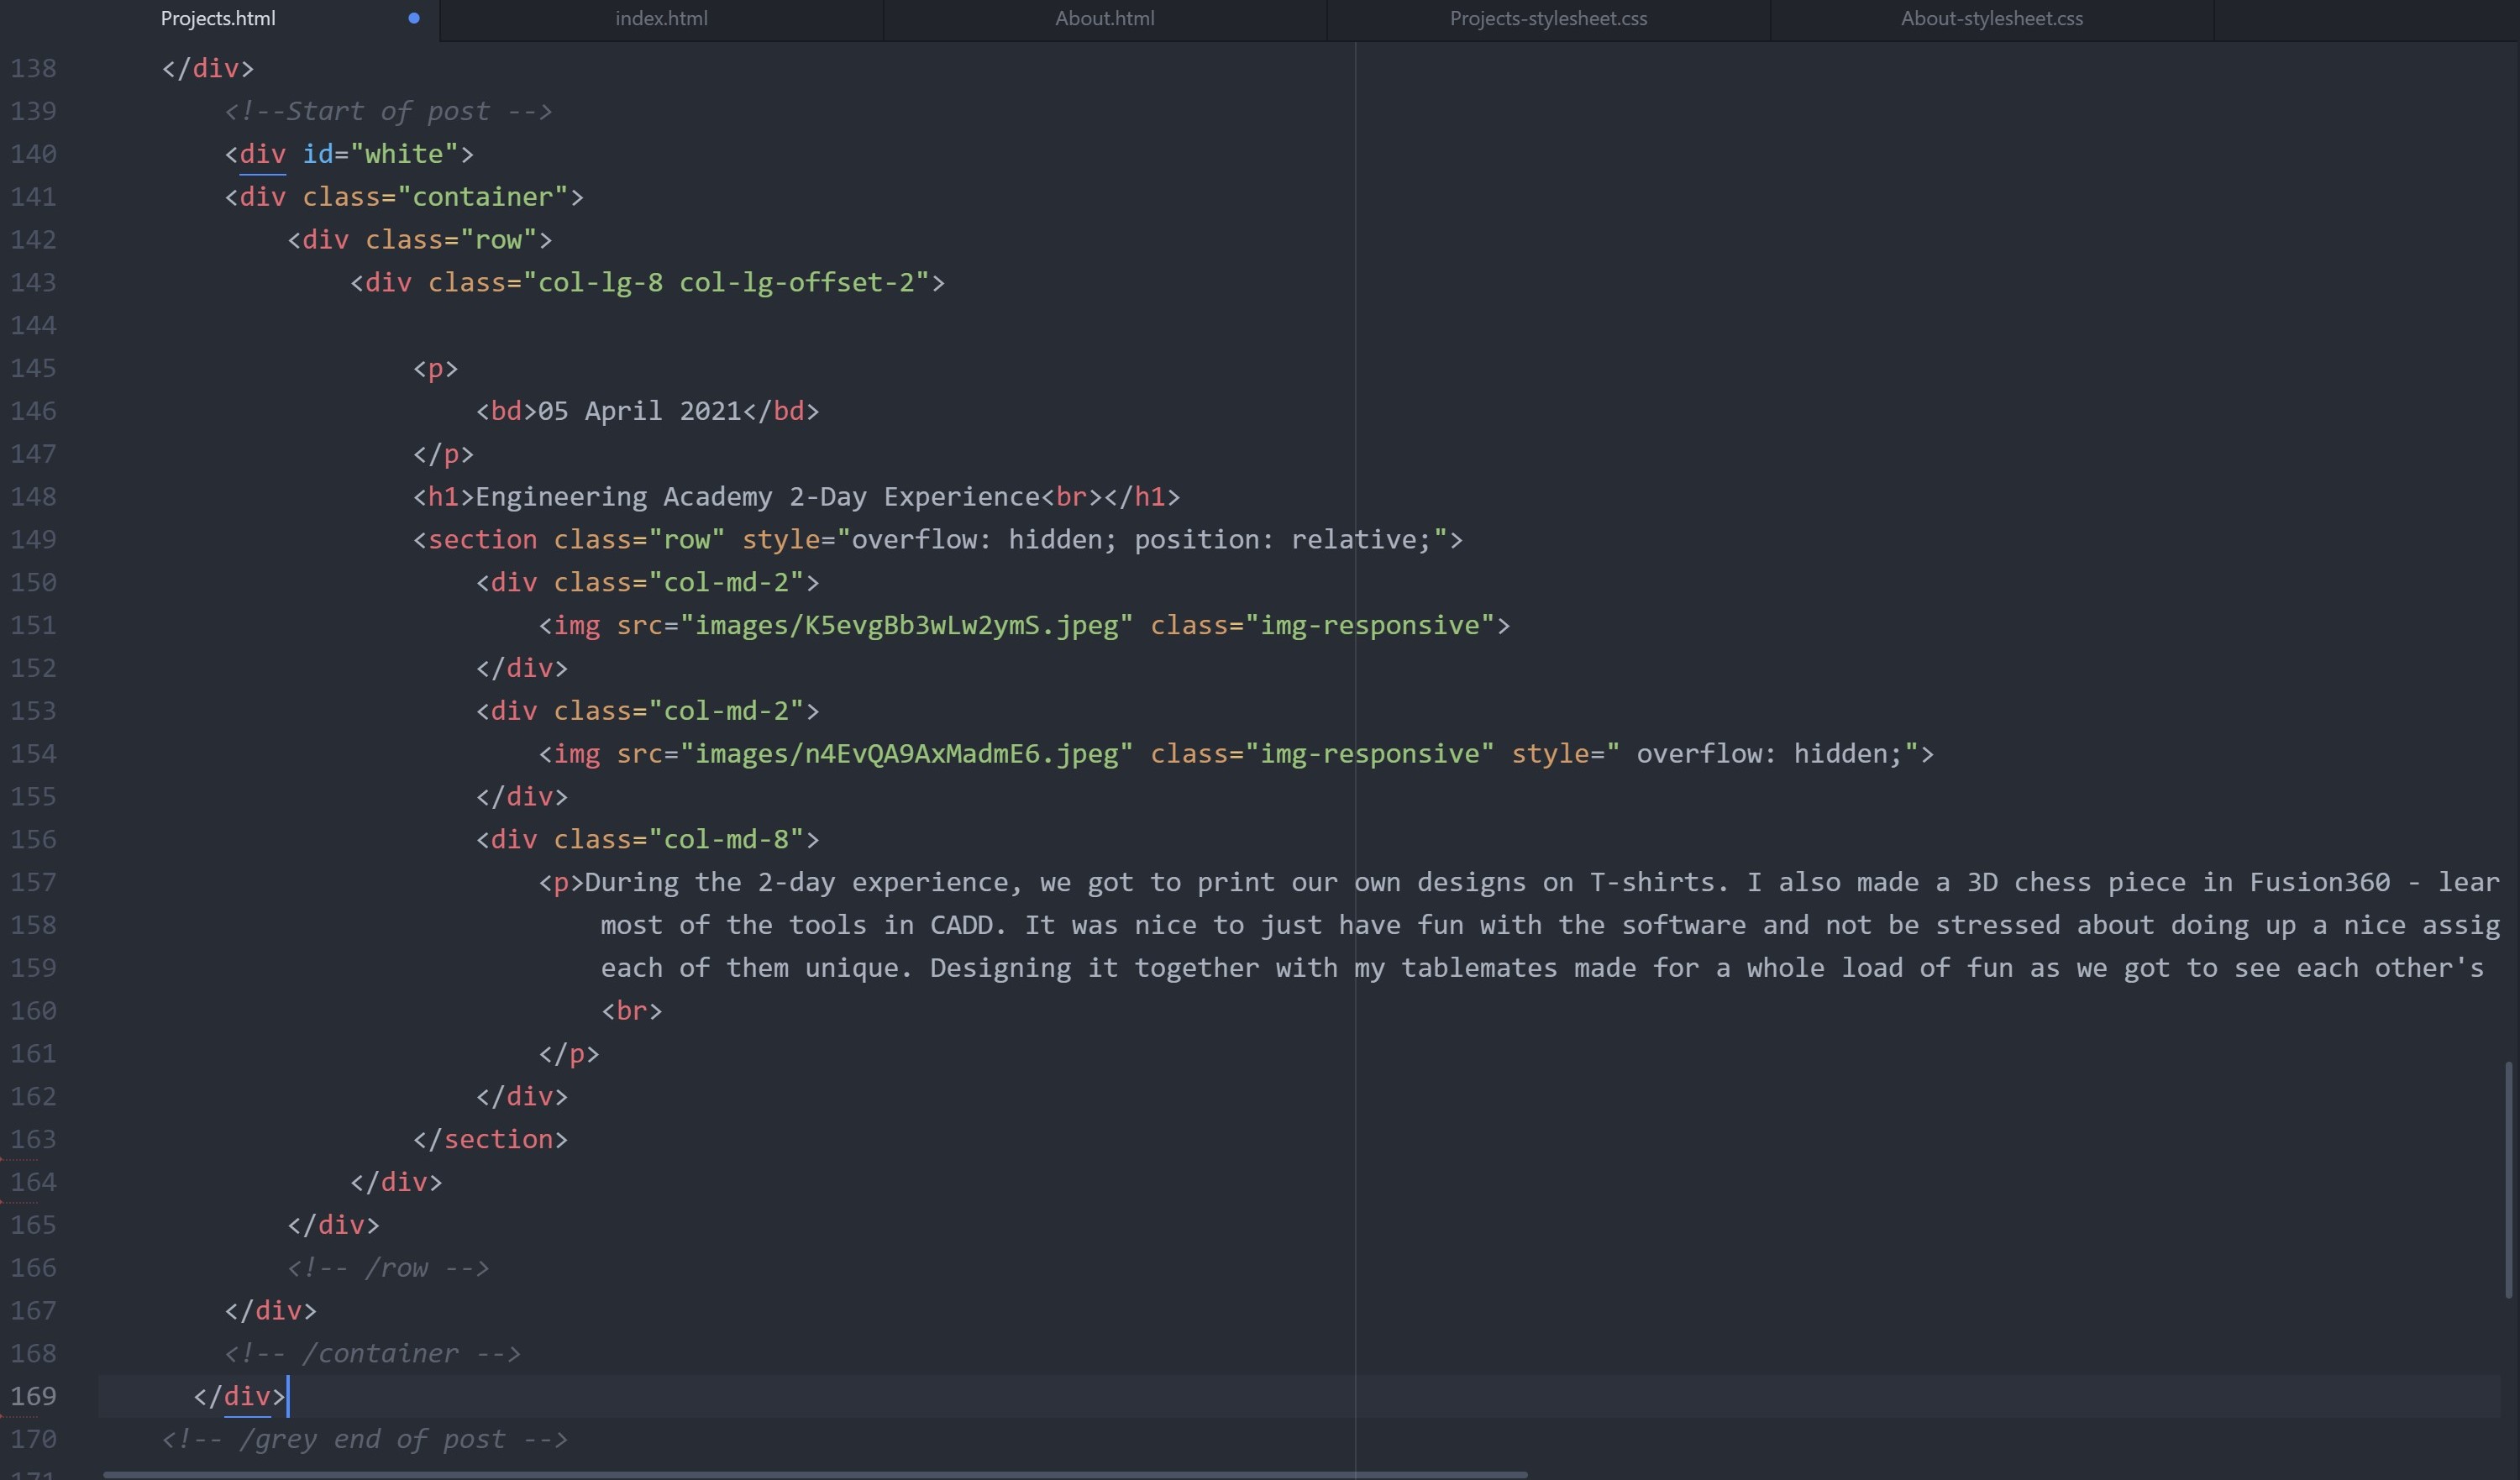 Projects.html index.html About.html Projects-stylesheet.css About-stylesheet.css
138 </div>
139 <!--Start of post -->
140 <div id="white">
141 <div class="container">
142 <div class="row">
143 <div class="col-lg-8 col-lg-offset-2">
144
145 <p>
146 <bd>05 April 2021</bd>
147 </p>
148 <h1>Engineering Academy 2-Day Experience<br></h1>
149 <section class="row" style="overflow: hidden; position: relative;">
150 <div class="col-md-2">
151 <img src="images/K5evgBb3wLw2ymS.jpeg" class="img-responsive">
152 </div>
153 <div class="col-md-2">
154 <img src="images/n4EvQA9AxMadmE6.jpeg" class="img-responsive" style=" overflow: hidden;">
155 </div>
156 <div class="col-md-8">
157 <p>During the 2-day experience, we got to print our own designs on T-shirts. I also made a 3D chess piece in Fusion360 - lear
158 most of the tools in CADD. It was nice to just have fun with the software and not be stressed about doing up a nice assig
159 each of them unique. Designing it together with my tablemates made for a whole load of fun as we got to see each other's
160 <br>
161 </p>
162 </div>
163 </section>
164 </div>
165 </div>
166 <!-- /row -->
167 </div>
168 <!-- /container -->
169 </div>
170 <!-- /grey end of post -->
171